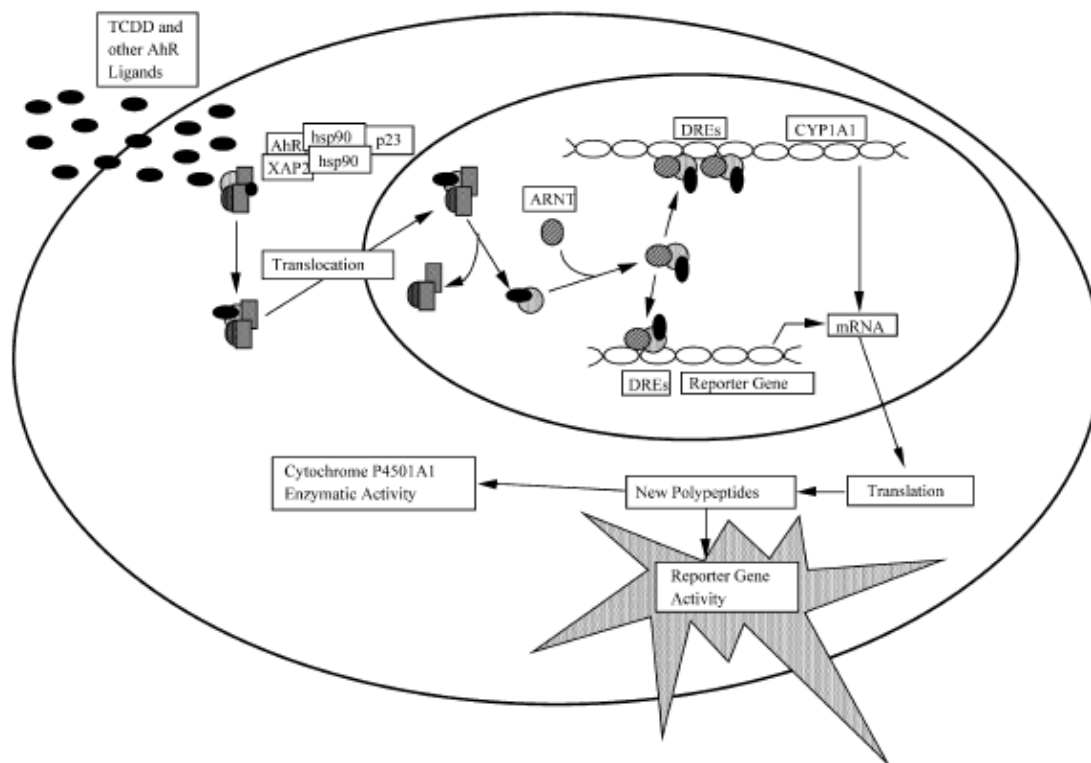 TCDD and
other AhR
Ligands
AhR
hsp90
p23
XAP2
hsp90
DREs
CYP1A1
ARNT
Translocation
mRNA
DREs
Reporter Gene
Cytochrome P4501A1
Enzymatic Activity
New Polypeptides
Translation
Reporter Gene
Activity